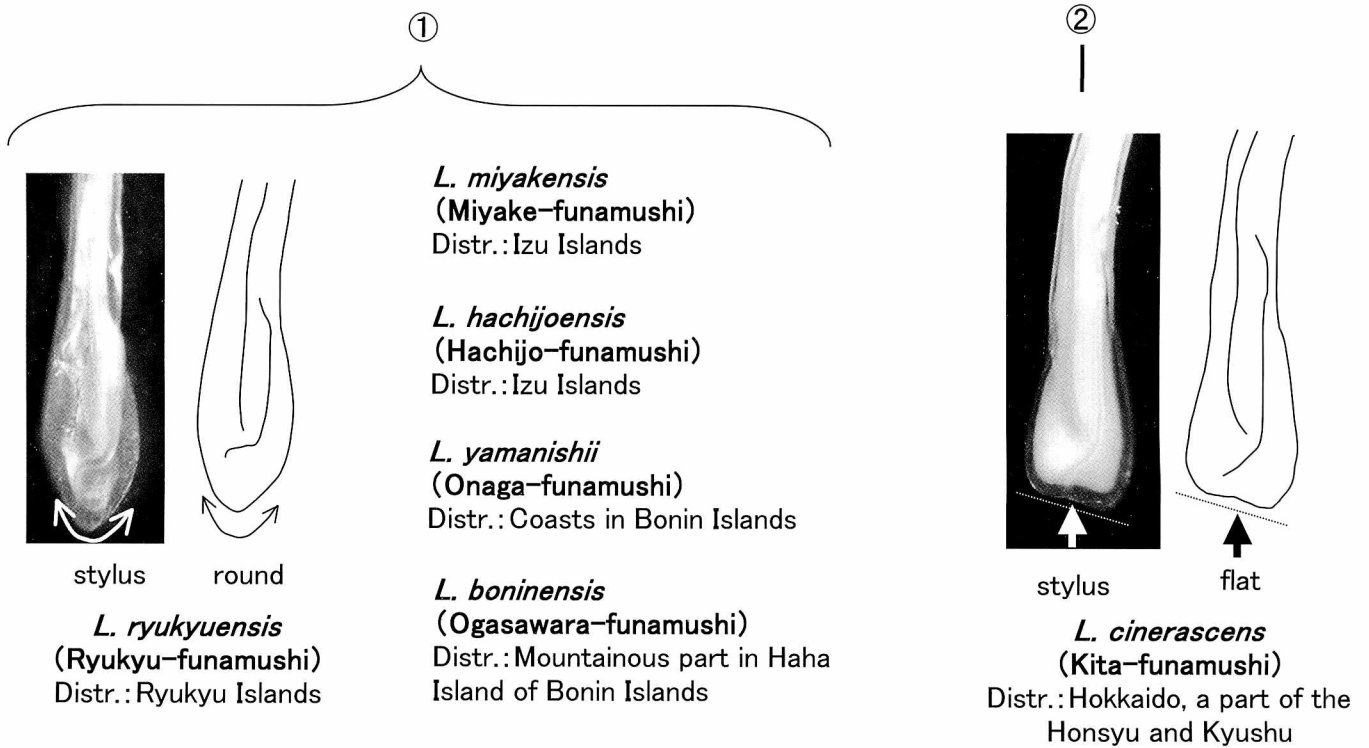 ①
②
stylus
round
L. ryukyuensis
(Ryukyu-funamushi)
Distr.:Ryukyu Islands
L. miyakensis
(Miyake-funamushi)
Distr.:Izu Islands
L. hachijoensis
(Hachijo-funamushi)
Distr.:Izu Islands
L. yamanishii
(Onaga-funamushi)
Distr.:Coasts in Bonin Islands
L. boninensis
(Ogasawara-funamushi)
Distr.:Mountainous part in Haha
Island of Bonin Islands
stylus
flat
L. cinerascens
(Kita-funamushi)
Distr.:Hokkaido, a part of the
Honsyu and Kyushu